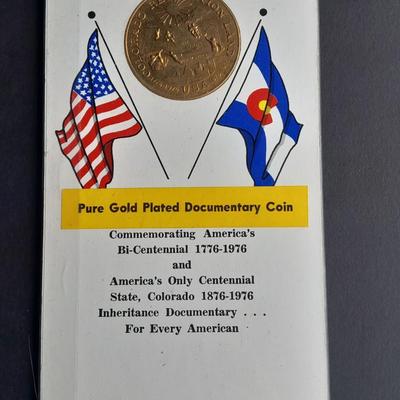 COLORADO
U.S.A.
Pure Gold Plated Documentary Coin
Commemorating America's
Bi-Centennial 1776-1976
and
America's Only Centennial
State, Colorado 1876-1976
Inheritance Documentary . . .
For Every American